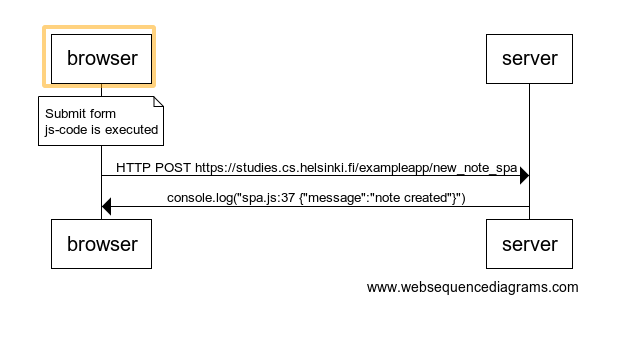 browser
server
Submit form
js-code is executed
HTTP POST https://studies.cs.helsinki.fi/exampleapp/new_note_spa
console.log("spa.js:37 {"message":"note created"}")
browser
server
www.websequencediagrams.com